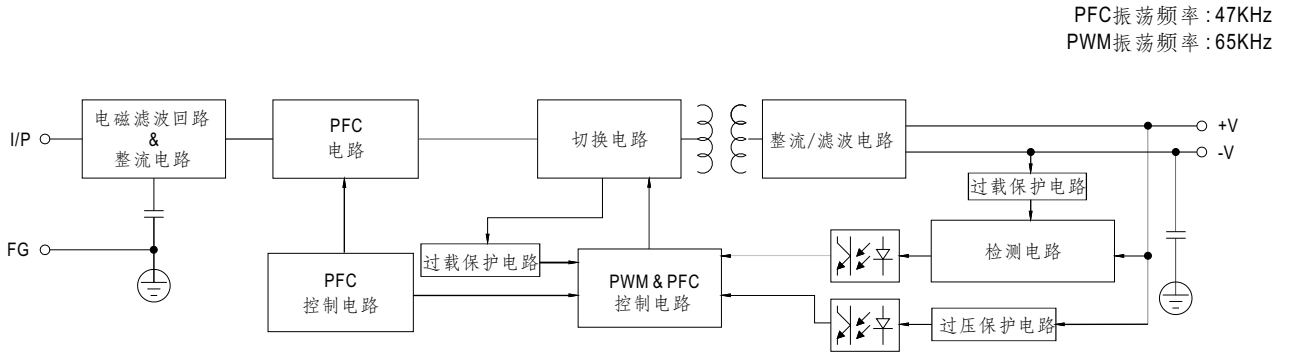 PFC振荡频率 : 47KHz
PWM振荡频率 : 65KHz
I/P
电磁滤波回路
&
整流电路
PFC
电路
切换电路
整流/滤波电路
+V
-V
过载保护电路
FG
PFC
控制电路
过载保护电路
PWM & PFC
控制电路
检测电路
过压保护电路